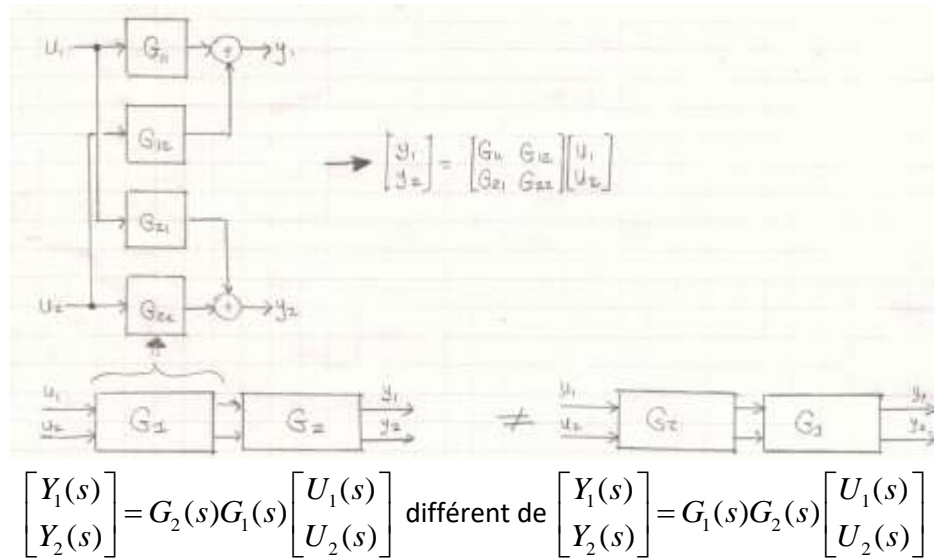 u₁ G₁₁ + y₁
G₁₂
→ [y₁ y₂] = [G₁₁ G₁₂ G₂₁ G₂₂] [u₁ u₂]
G₂₁
u₂ G₂₂ + y₂
u₁ u₂ G1 G2 y₁ y₂ ≠ u₁ u₂ G2 G1 y₁ y₂
[Y₁(s) Y₂(s)] = G₂(s)G₁(s) [U₁(s) U₂(s)] différent de [Y₁(s) Y₂(s)] = G₁(s)G₂(s) [U₁(s) U₂(s)]